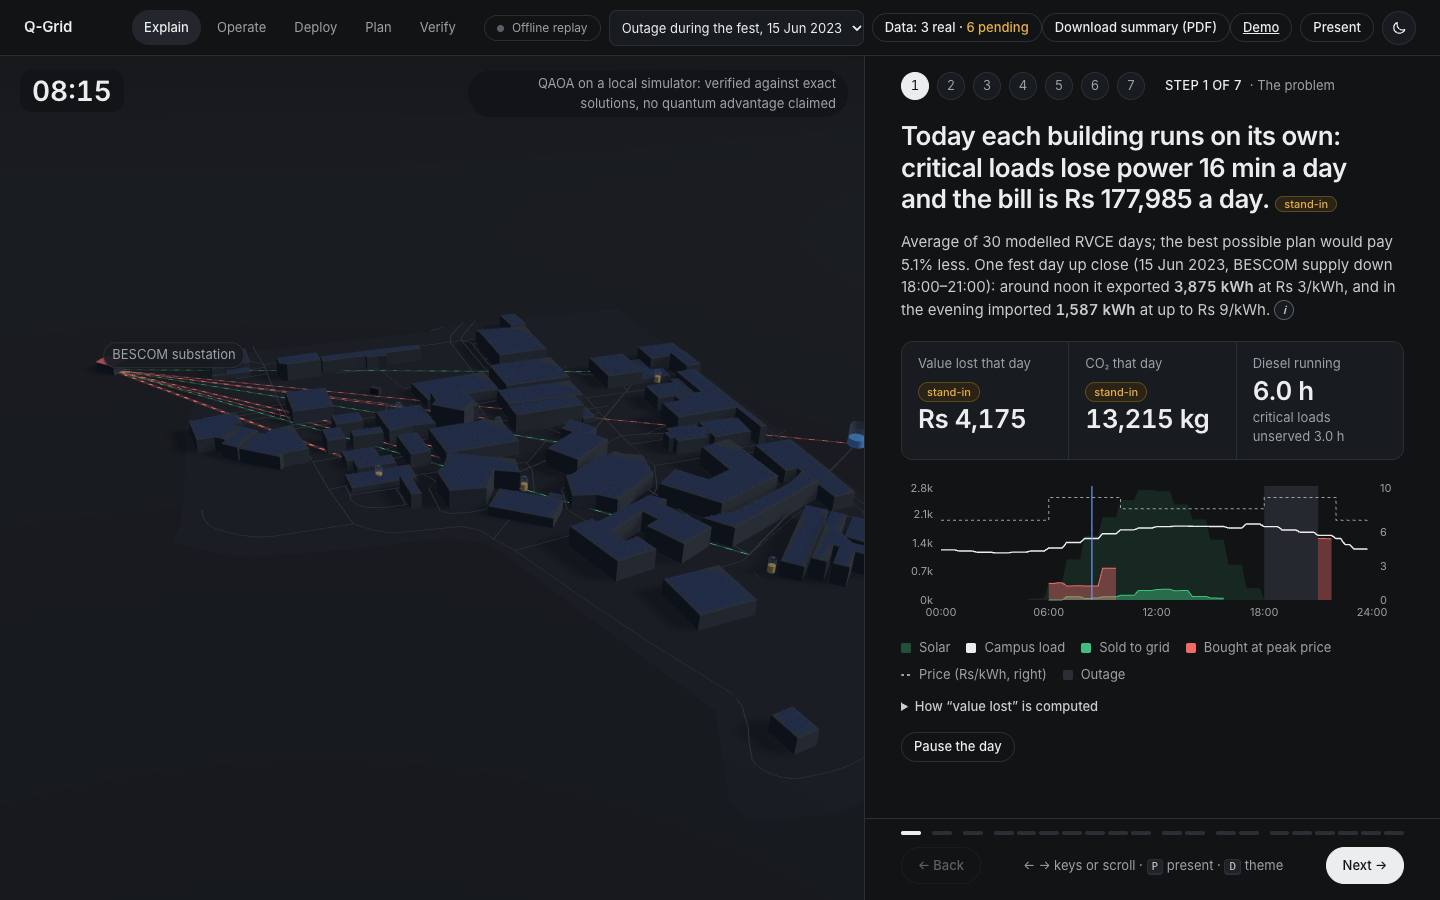 Q-Grid
Explain
Operate
Deploy
Plan
Verify
Offline replay
Outage during the fest, 15 Jun 2023
Data: 3 real · 6 pending
Download summary (PDF)
Demo
Present
08:15
QAOA on a local simulator: verified against exact
solutions, no quantum advantage claimed
BESCOM substation
1 2 3 4 5 6 7 STEP 1 OF 7 · The problem
Today each building runs on its own:
critical loads lose power 16 min a day
and the bill is Rs 177,985 a day. stand-in
Average of 30 modelled RVCE days; the best possible plan would pay
5.1% less. One fest day up close (15 Jun 2023, BESCOM supply down
18:00–21:00): around noon it exported 3,875 kWh at Rs 3/kWh, and in
the evening imported 1,587 kWh at up to Rs 9/kWh. i
Value lost that day
stand-in
Rs 4,175
CO₂ that day
stand-in
13,215 kg
Diesel running
6.0 h
critical loads
unserved 3.0 h
2.8k
2.1k
1.4k
0.7k
0k
10
6
3
0
00:00 06:00 12:00 18:00 24:00
Solar Campus load Sold to grid Bought at peak price
Price (Rs/kWh, right) Outage
How “value lost” is computed
Pause the day
← Back
← → keys or scroll · P present · D theme
Next →